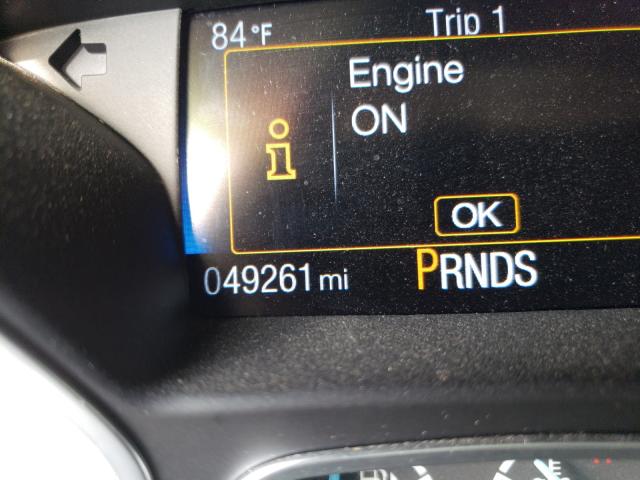 84°F Trip 1
Engine
ON
i
OK
049261 mi PRNDS